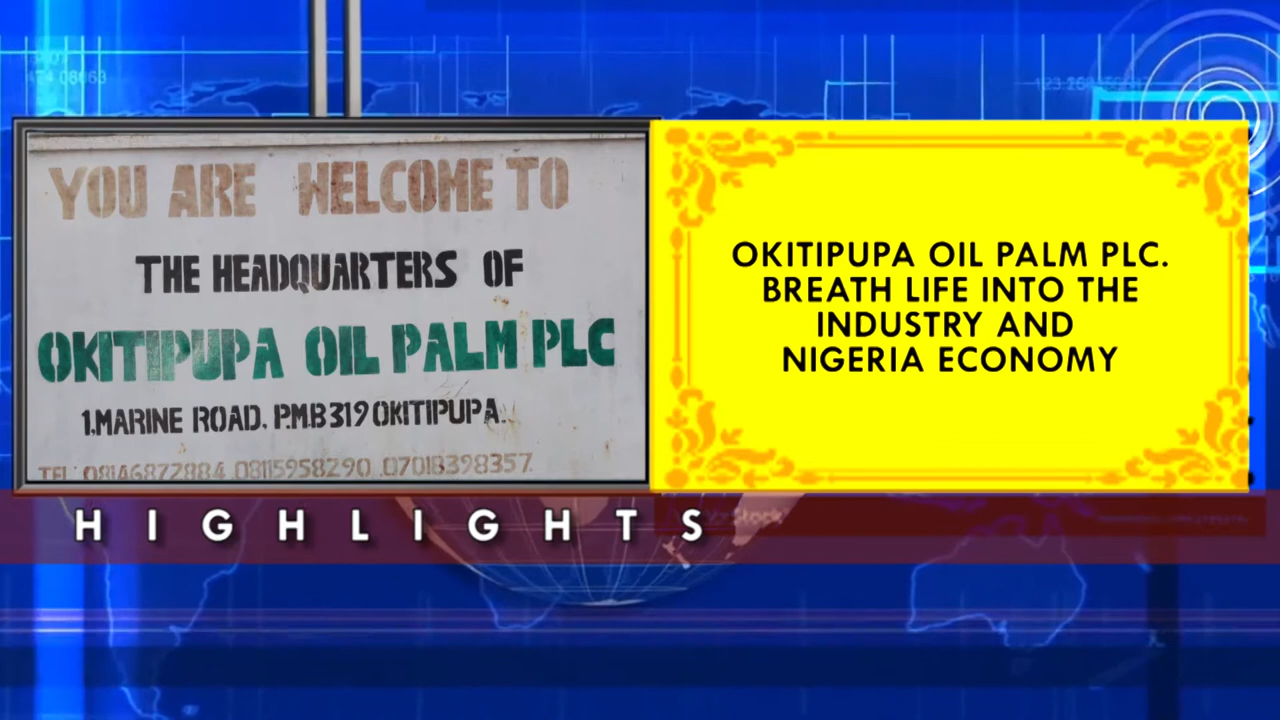 YOU ARE WELCOME TO
THE HEADQUARTERS OF
OKITIPUPA OIL PALM PLC
1.MARINE ROAD. P.M.B 319 OKITIPUPA.
TEL: 08146872884 08115958290 07018398357
OKITIPUPA OIL PALM PLC.
BREATH LIFE INTO THE
INDUSTRY AND
NIGERIA ECONOMY
HIGHLIGHTS